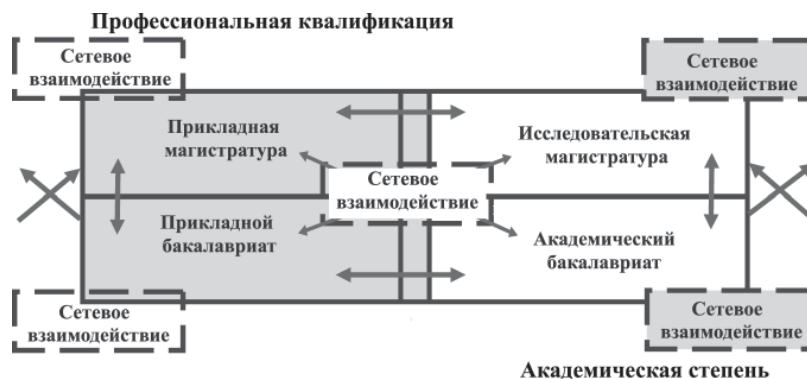 Профессиональная квалификация
Сетевое
взаимодействие
Сетевое
взаимодействие
Прикладная
магистратура
Исследовательская
магистратура
Сетевое
взаимодействие
Прикладной
бакалавриат
Академический
бакалавриат
Сетевое
взаимодействие
Сетевое
взаимодействие
Академическая степень